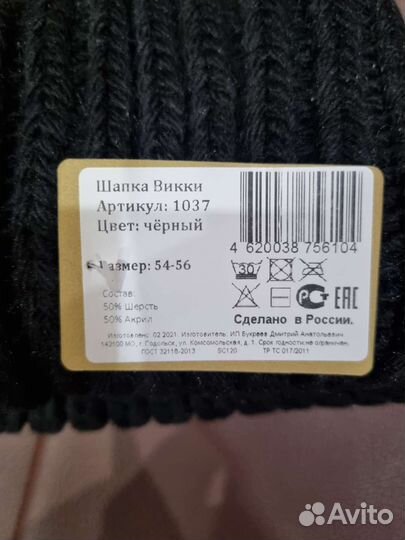 Шапка Викки
Артикул: 1037
Цвет: чёрный
4 620038 756104
Размер: 54-56
30
Состав:
50% Шерсть
50% Акрил
EAC
Сделано в России.
Изготовлено: 02.2021. Изготовитель: ИП Букреев Дмитрий Анатольевич
142100 МО, г. Подольск, ул. Комсомольская, д. 1. Срок годности не ограничен.
ГОСТ 32118-2013 SC120 ТР ТС 017/2011
Avito